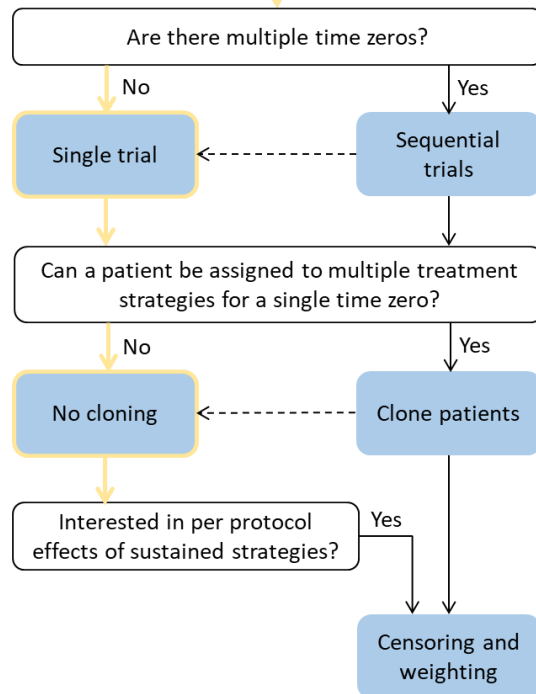 Are there multiple time zeros?
No
Yes
Single trial
Sequential
trials
Can a patient be assigned to multiple treatment
strategies for a single time zero?
No
Yes
No cloning
Clone patients
Interested in per protocol
effects of sustained strategies?
Yes
Censoring and
weighting